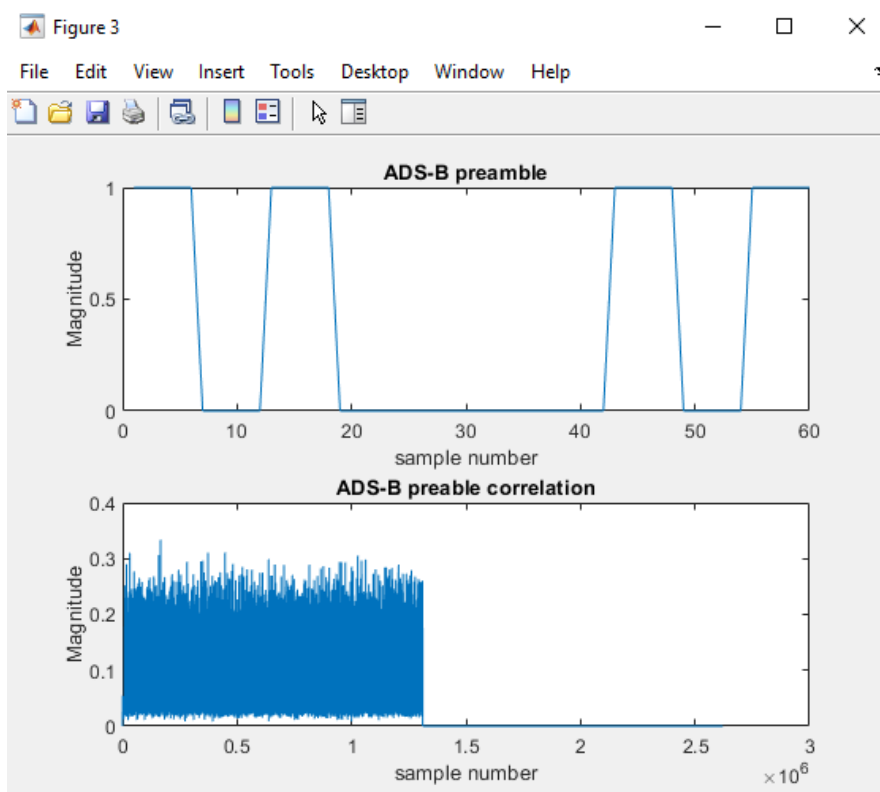 Figure 3
File Edit View Insert Tools Desktop Window Help
ADS-B preamble
1
0.5
0
Magnitude
0 10 20 30 40 50 60
sample number
ADS-B preable correlation
0.4
0.3
0.2
0.1
0
Magnitude
0 0.5 1 1.5 2 2.5 3
×10^6
sample number